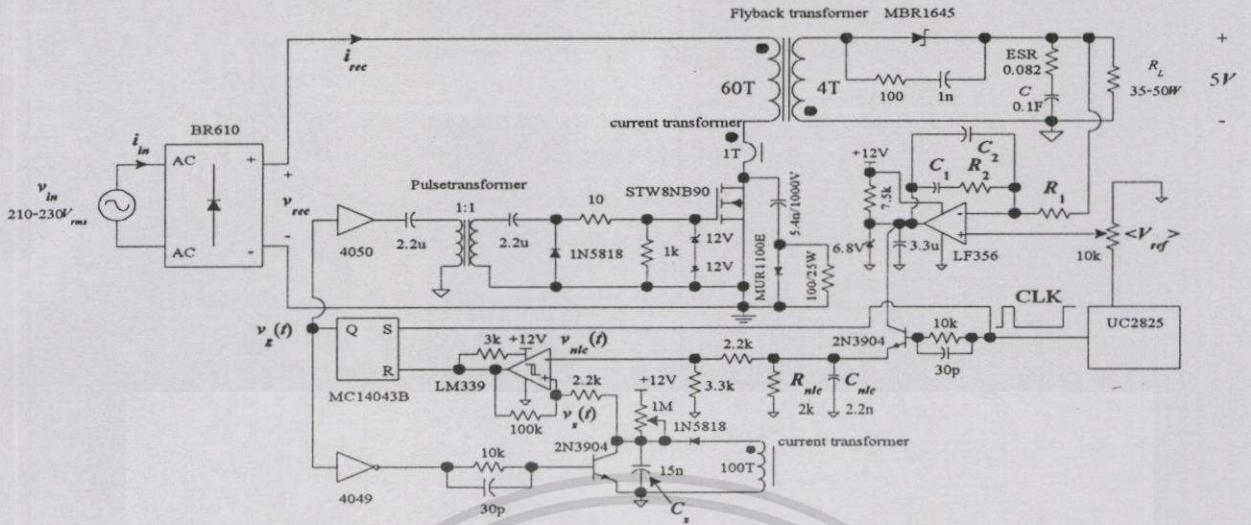 Flyback transformer MBR1645
i_rec
60T
4T
100
1n
ESR
0.082
C
0.1F
R_L
35-50W
+
5V
-
current transformer
1T
BR610
i_in
AC
+
AC
-
v_in
210-230V_rms
+
v_rec
-
Pulsetransformer
1:1
4050
2.2u
2.2u
10
1N5818
1k
12V
12V
STW8NB90
5.4n/1000V
MUR1100E
100/25W
+12V
7.5k
6.8V
3.3u
C_2
C_1
R_2
R_1
-
+
LF356
<V_ref>
10k
CLK
UC2825
v_g(t)
Q
S
R
MC14043B
3k
+12V
v_nlc(t)
LM339
-
+
100k
2.2k
v_s(t)
2.2k
3.3k
R_nlc
2k
C_nlc
2.2n
2N3904
10k
30p
+12V
1M
1N5818
current transformer
100T
2N3904
15n
C_s
4049
10k
30p